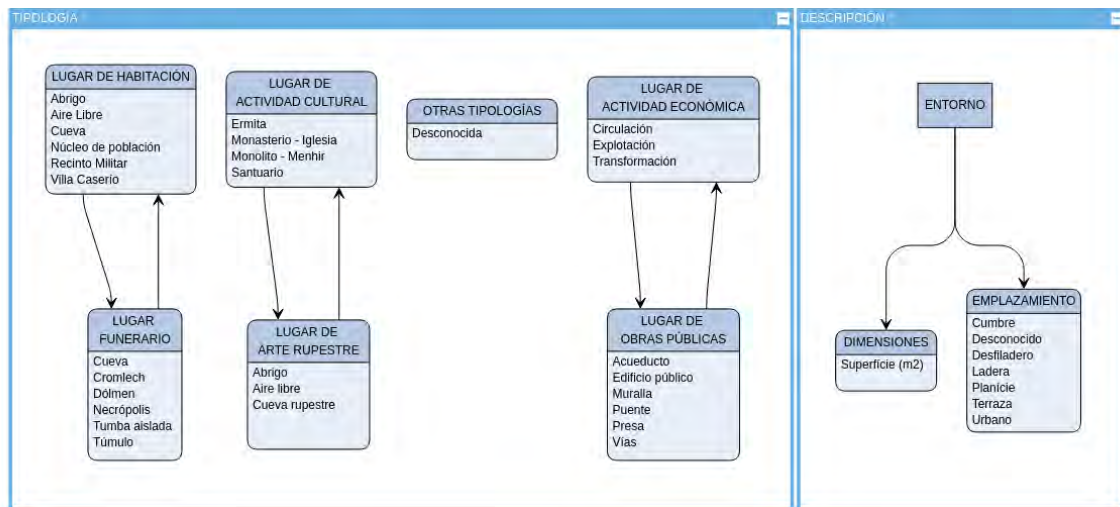 TIPOLOGÍA
LUGAR DE HABITACIÓN
Abrigo
Aire Libre
Cueva
Núcleo de población
Recinto Militar
Villa Caserío
LUGAR DE
ACTIVIDAD CULTURAL
Ermita
Monasterio - Iglesia
Monolito - Menhir
Santuario
OTRAS TIPOLOGÍAS
Desconocida
LUGAR DE
ACTIVIDAD ECONÓMICA
Circulación
Explotación
Transformación
LUGAR
FUNERARIO
Cueva
Cromlech
Dólmen
Necrópolis
Tumba aislada
Túmulo
LUGAR DE
ARTE RUPESTRE
Abrigo
Aire libre
Cueva rupestre
LUGAR DE
OBRAS PÚBLICAS
Acueducto
Edificio público
Muralla
Puente
Presa
Vías
DESCRIPCIÓN
ENTORNO
DIMENSIONES
Superfície (m2)
EMPLAZAMIENTO
Cumbre
Desconocido
Desfiladero
Ladera
Planície
Terraza
Urbano